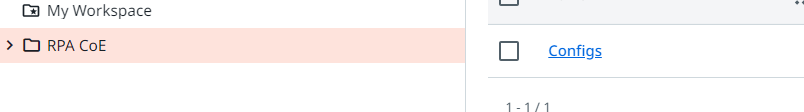 My Workspace
RPA CoE
Configs
1 - 1 / 1